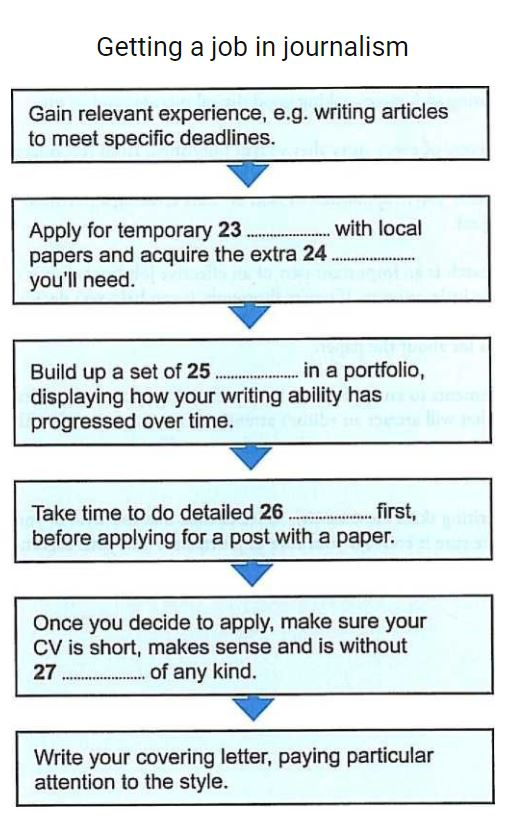 Getting a job in journalism
Gain relevant experience, e.g. writing articles
to meet specific deadlines.
Apply for temporary 23 ..................... with local
papers and acquire the extra 24 .....................
you'll need.
Build up a set of 25 ..................... in a portfolio,
displaying how your writing ability has
progressed over time.
Take time to do detailed 26 ..................... first,
before applying for a post with a paper.
Once you decide to apply, make sure your
CV is short, makes sense and is without
27 ..................... of any kind.
Write your covering letter, paying particular
attention to the style.